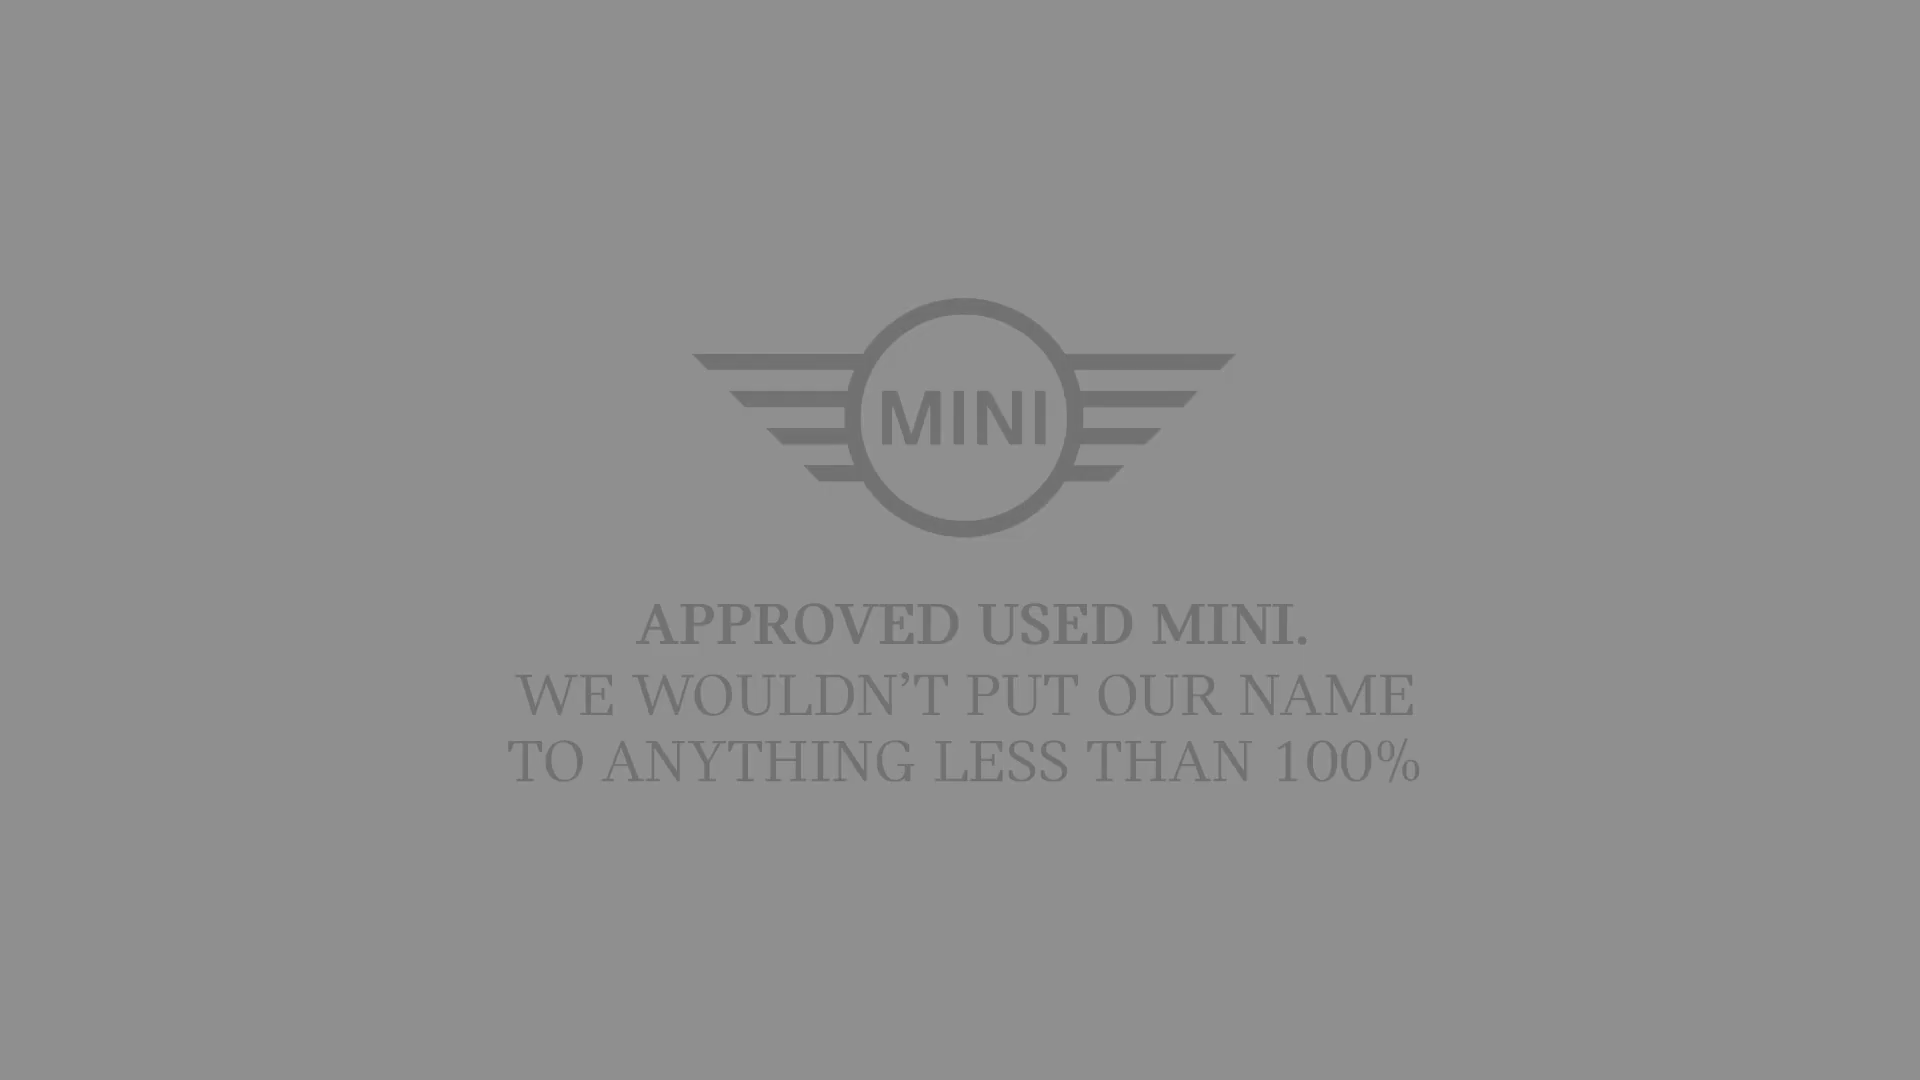 MINI
APPROVED USED MINI.
WE WOULDN’T PUT OUR NAME
TO ANYTHING LESS THAN 100%